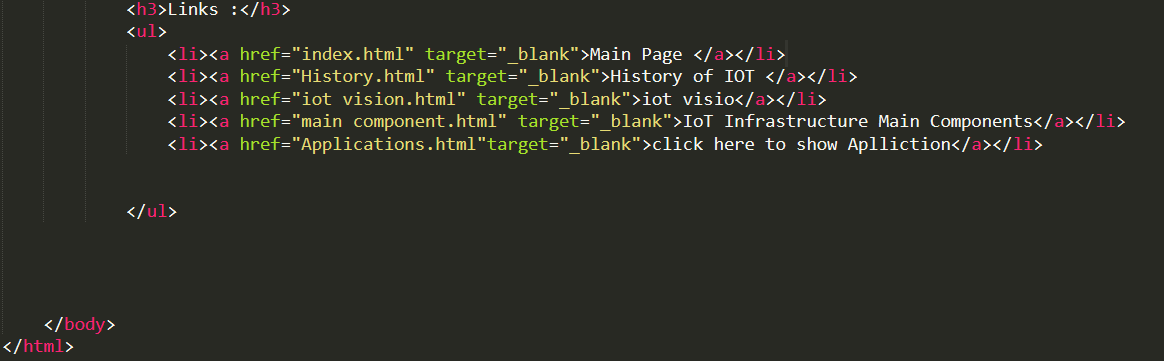 <h3>Links :</h3>
<ul>
<li><a href="index.html" target="_blank">Main Page </a></li>
<li><a href="History.html" target="_blank">History of IOT </a></li>
<li><a href="iot vision.html" target="_blank">iot visio</a></li>
<li><a href="main component.html" target="_blank">IoT Infrastructure Main Components</a></li>
<li><a href="Applications.html"target="_blank">click here to show Aplliction</a></li>
</ul>
</body>
</html>